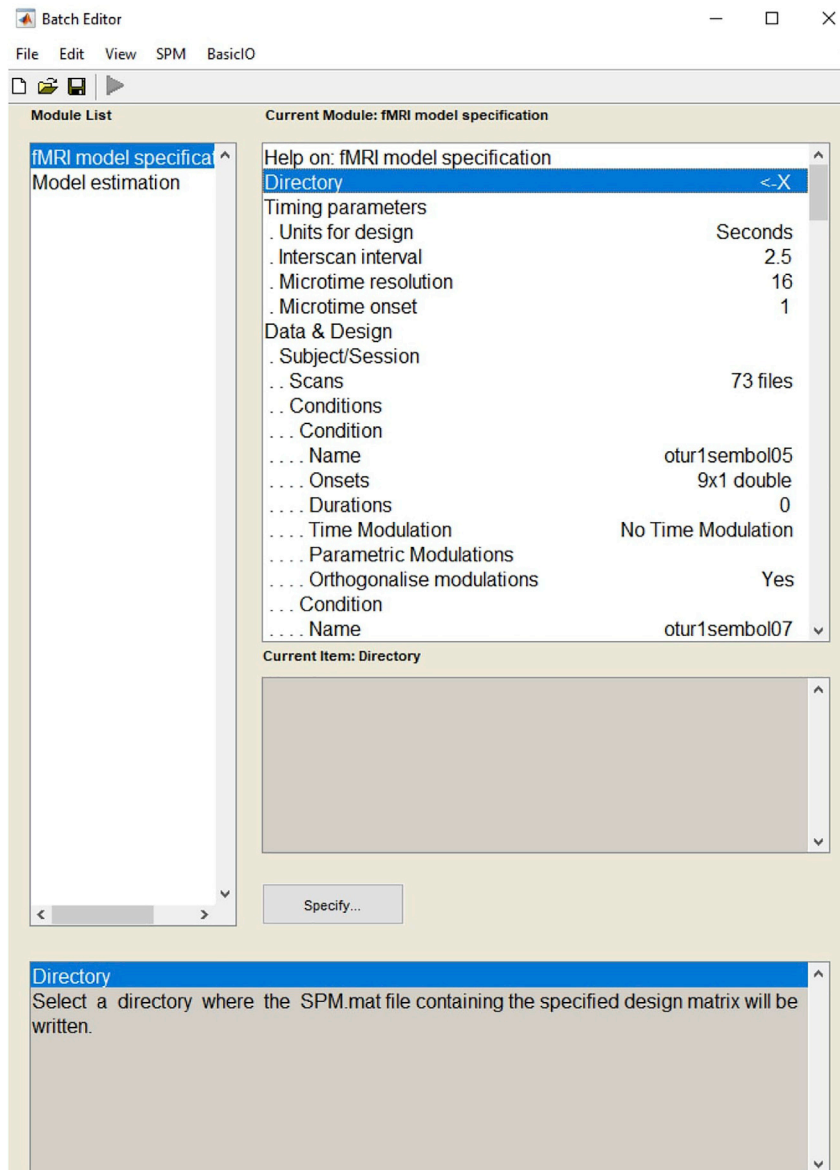 Batch Editor
File Edit View SPM BasicIO
Module List
Current Module: fMRI model specification
fMRI model specificat
Model estimation
Help on: fMRI model specification
Directory <-X
Timing parameters
. Units for design Seconds
. Interscan interval 2.5
. Microtime resolution 16
. Microtime onset 1
Data & Design
. Subject/Session
. . Scans 73 files
. . Conditions
. . . Condition
. . . . Name otur1sembol05
. . . . Onsets 9x1 double
. . . . Durations 0
. . . . Time Modulation No Time Modulation
. . . . Parametric Modulations
. . . . Orthogonalise modulations Yes
. . . Condition
. . . . Name otur1sembol07
Current Item: Directory
Specify...
Directory
Select a directory where the SPM.mat file containing the specified design matrix will be
written.